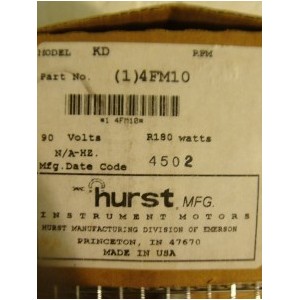 MODEL KD RPM
Part No. (1)4FM10
*1 4FM10*
90 Volts R180 watts
N/A-HZ.
Mfg.Date Code 4502
hurst, MFG.
INSTRUMENT MOTORS
HURST MANUFACTURING DIVISION OF EMERSON
PRINCETON, IN 47670
MADE IN USA